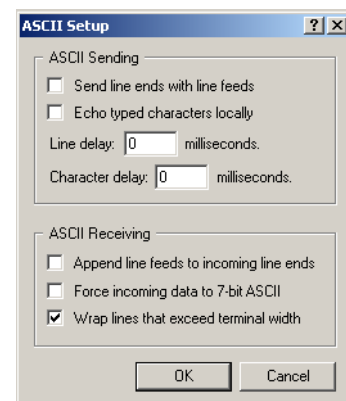 ASCII Setup
ASCII Sending
Send line ends with line feeds
Echo typed characters locally
Line delay: 0 milliseconds.
Character delay: 0 milliseconds.
ASCII Receiving
Append line feeds to incoming line ends
Force incoming data to 7-bit ASCII
Wrap lines that exceed terminal width
OK Cancel